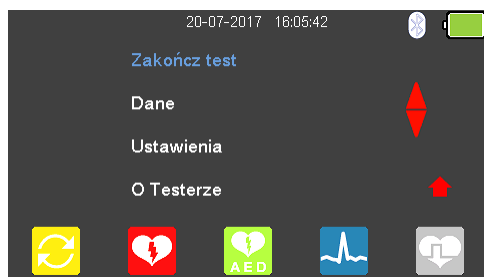 20-07-2017 16:05:42
Zakończ test
Dane
Ustawienia
O Testerze
AED